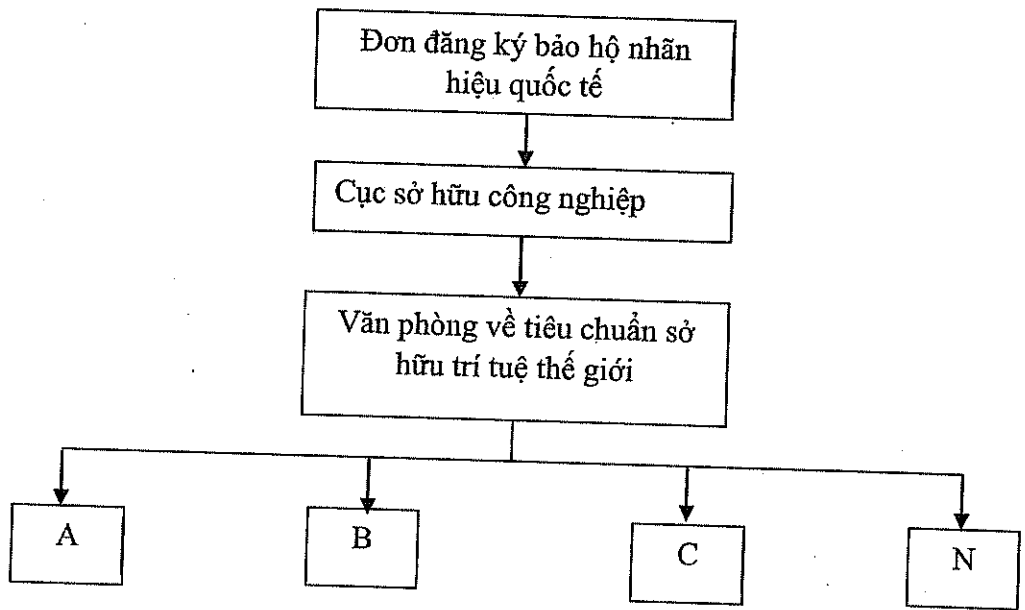 Đơn đăng ký bảo hộ nhãn
hiệu quốc tế
Cục sở hữu công nghiệp
Văn phòng về tiêu chuẩn sở
hữu trí tuệ thế giới
A
B
C
N